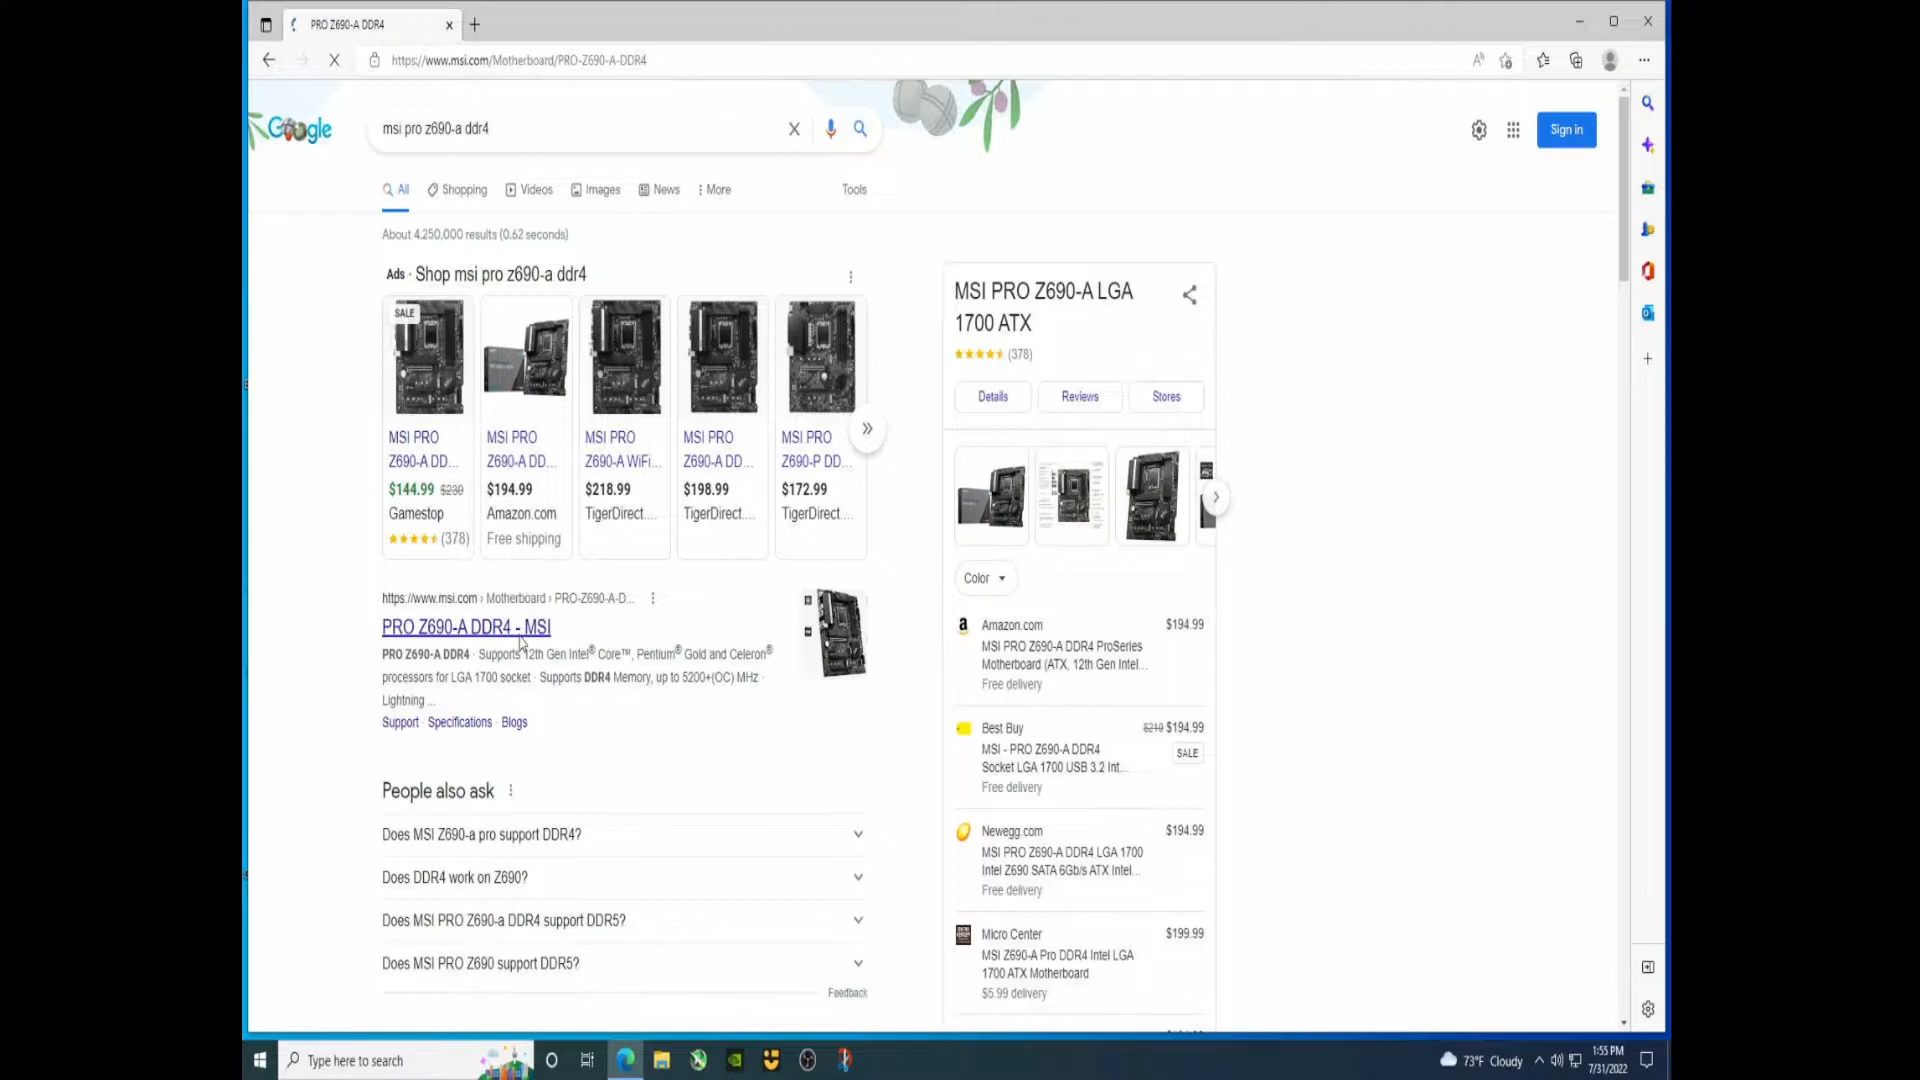 PRO Z690-A DDR4
https://www.msi.com/Motherboard/PRO-Z690-A-DDR4
Google
msi pro z690-a ddr4
Sign in
All Shopping Videos Images News More Tools
About 4,250,000 results (0.62 seconds)
Ads · Shop msi pro z690-a ddr4
SALE
MSI PRO
Z690-A DD...
$144.99 $230
Gamestop
(378)
MSI PRO
Z690-A DD...
$194.99
Amazon.com
Free shipping
MSI PRO
Z690-A WiFi...
$218.99
TigerDirect....
MSI PRO
Z690-A DD...
$198.99
TigerDirect....
MSI PRO
Z690-P DD...
$172.99
TigerDirect....
https://www.msi.com › Motherboard › PRO-Z690-A-D...
PRO Z690-A DDR4 - MSI
PRO Z690-A DDR4 · Supports 12th Gen Intel® Core™, Pentium® Gold and Celeron®
processors for LGA 1700 socket · Supports DDR4 Memory, up to 5200+(OC) MHz ·
Lightning ...
Support · Specifications · Blogs
People also ask
Does MSI Z690-a pro support DDR4?
Does DDR4 work on Z690?
Does MSI PRO Z690-a DDR4 support DDR5?
Does MSI PRO Z690 support DDR5?
Feedback
MSI PRO Z690-A LGA
1700 ATX
(378)
Details Reviews Stores
Color
Amazon.com $194.99
MSI PRO Z690-A DDR4 ProSeries
Motherboard (ATX, 12th Gen Intel...
Free delivery
Best Buy $210 $194.99
MSI - PRO Z690-A DDR4 SALE
Socket LGA 1700 USB 3.2 Int...
Free delivery
Newegg.com $194.99
MSI PRO Z690-A DDR4 LGA 1700
Intel Z690 SATA 6Gb/s ATX Intel...
Free delivery
Micro Center $199.99
MSI Z690-A Pro DDR4 Intel LGA
1700 ATX Motherboard
$5.99 delivery
Type here to search
73°F Cloudy
1:55 PM
7/31/2022